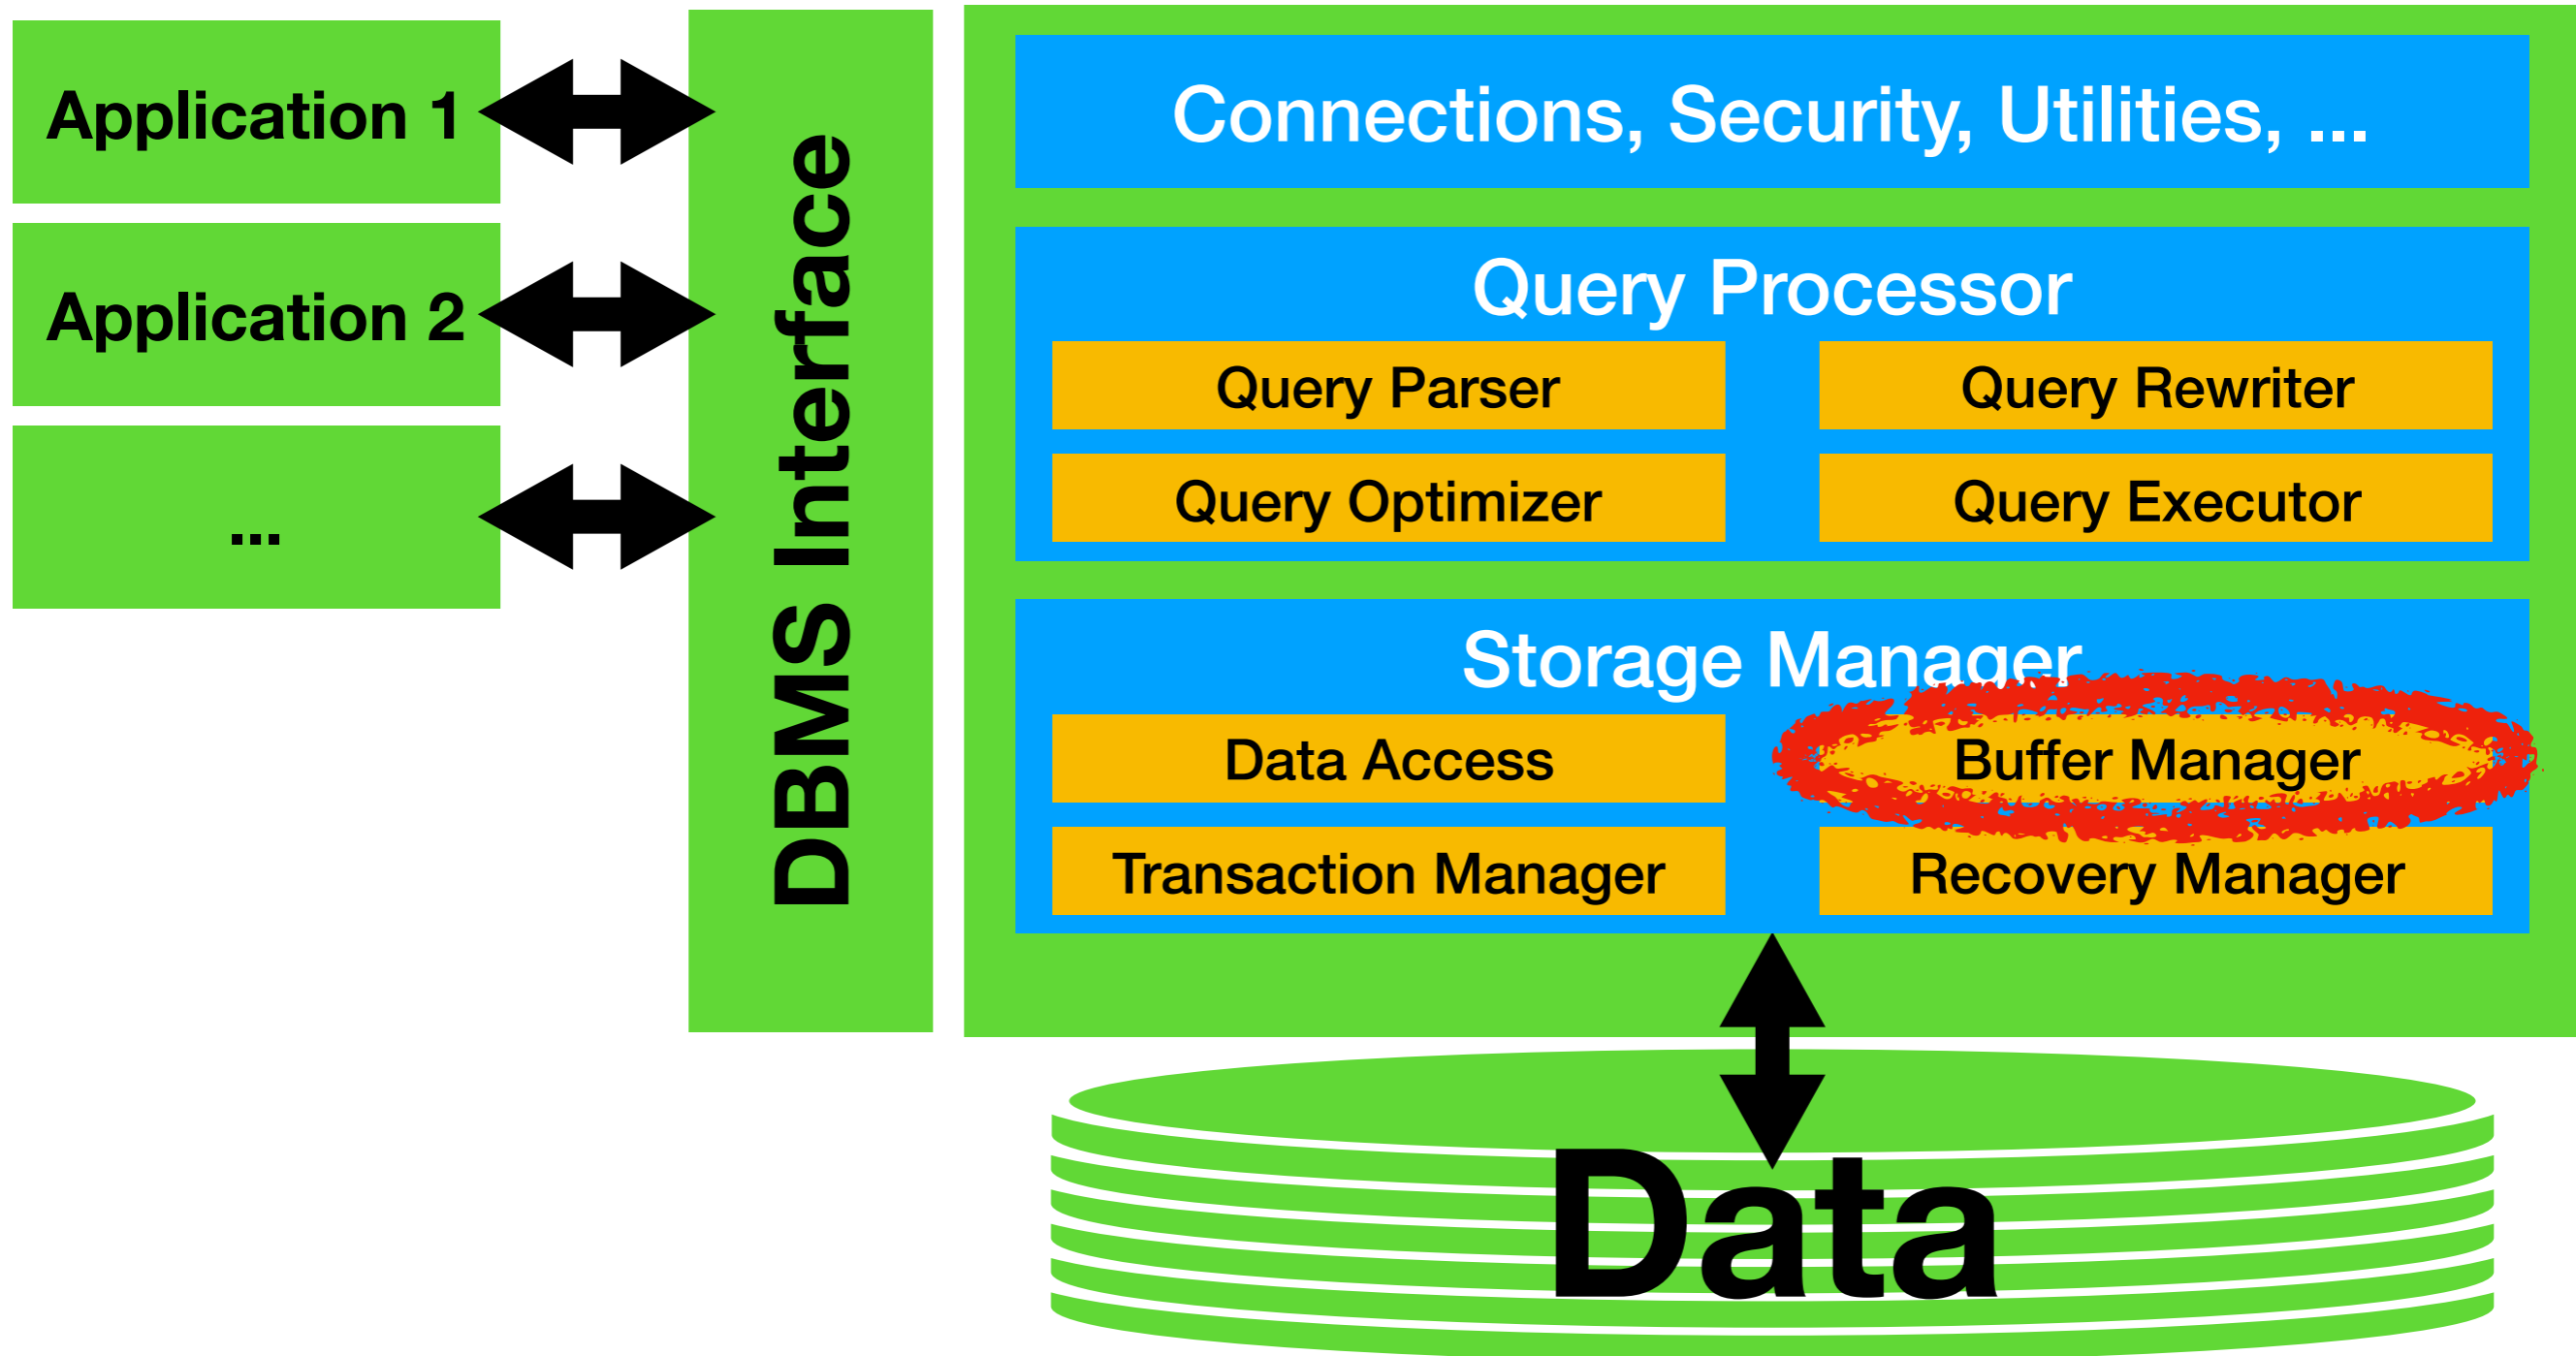 Application 1
Application 2
...
DBMS Interface
Connections, Security, Utilities, ...
Query Processor
Query Parser
Query Rewriter
Query Optimizer
Query Executor
Storage Manager
Data Access
Buffer Manager
Transaction Manager
Recovery Manager
Data